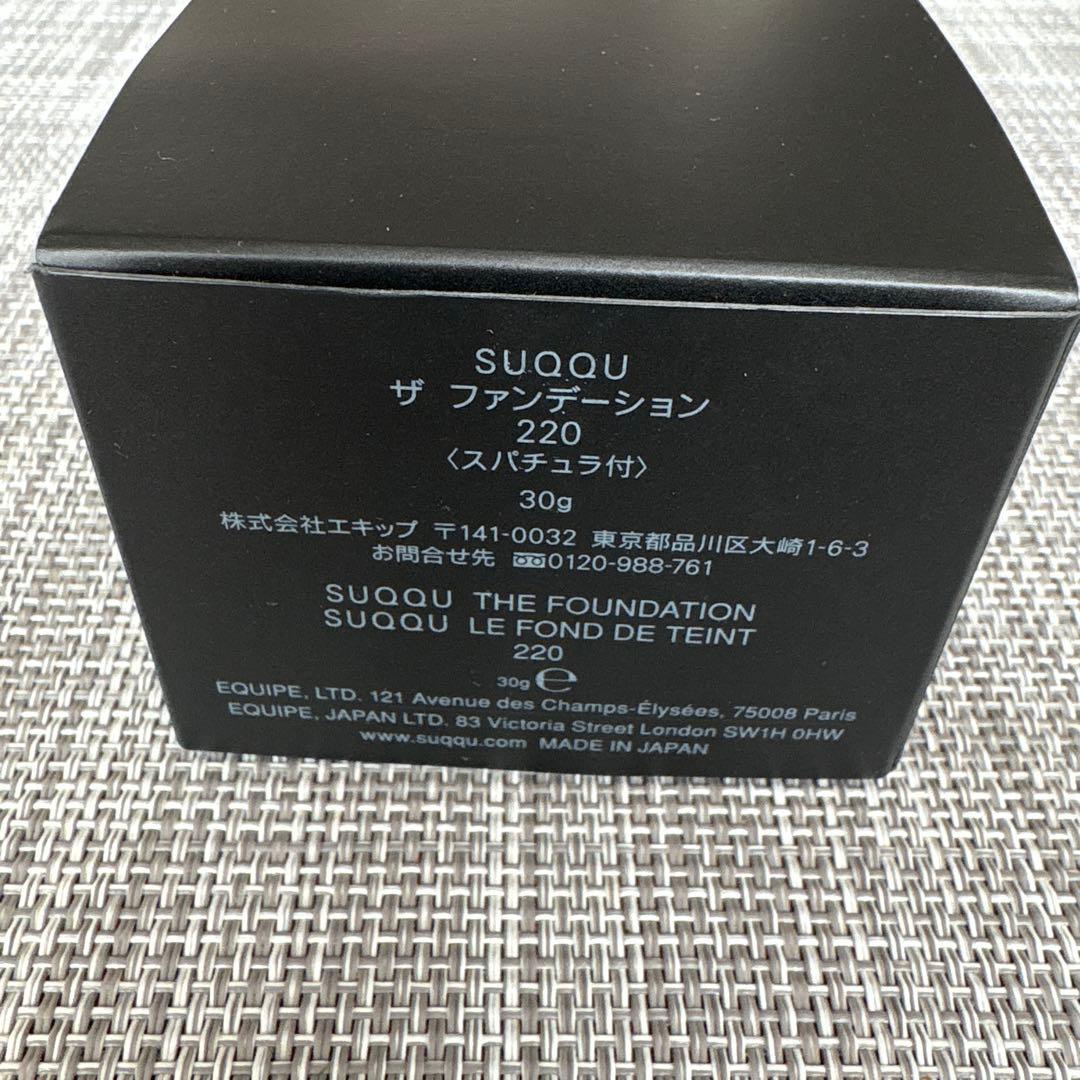 SUQQU
ザ ファンデーション
220
〈スパチュラ付〉
30g
株式会社エキップ 〒141-0032 東京都品川区大崎1-6-3
お問合せ先 0120-988-761
SUQQU THE FOUNDATION
SUQQU LE FOND DE TEINT
220
30g ℮
EQUIPE, LTD. 121 Avenue des Champs-Élysées, 75008 Paris
EQUIPE, JAPAN LTD. 83 Victoria Street London SW1H 0HW
www.suqqu.com MADE IN JAPAN